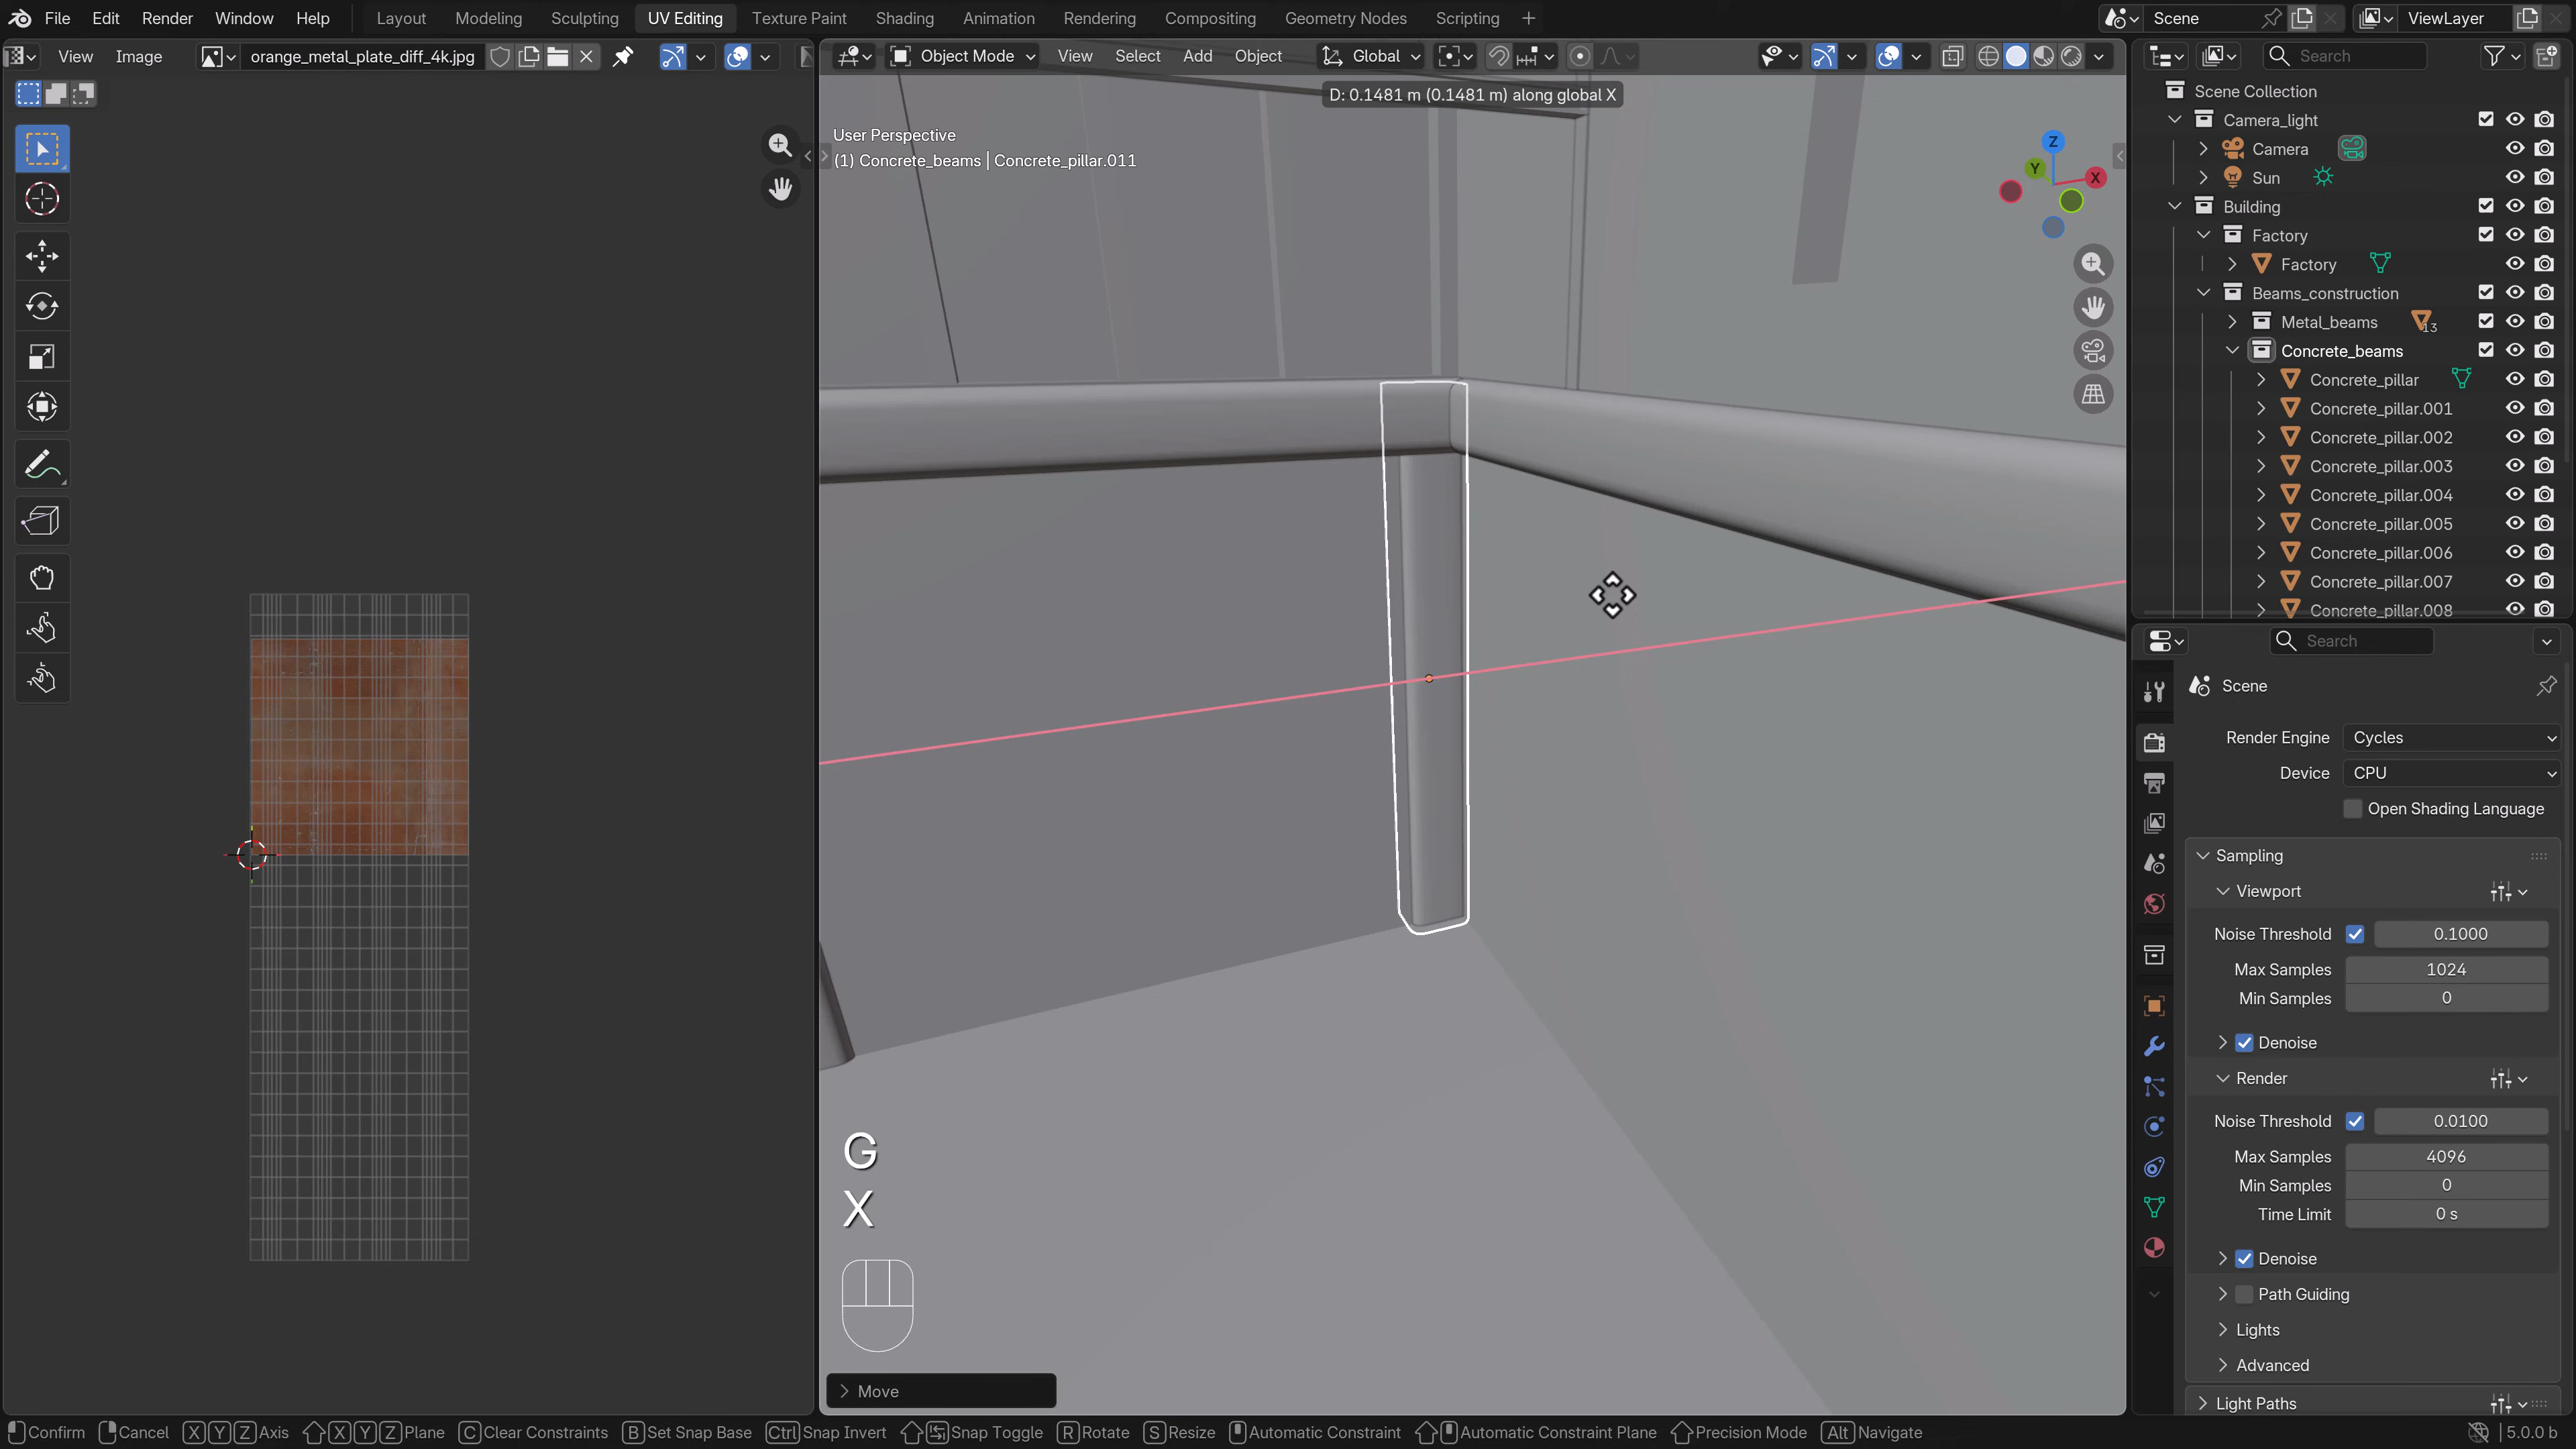 File Edit Render Window Help Layout Modeling Sculpting UV Editing Texture Paint Shading Animation Rendering Compositing Geometry Nodes Scripting Scene ViewLayer
View Image orange_metal_plate_diff_4k.jpg Object Mode View Select Add Object Global Search
D: 0.1481 m (0.1481 m) along global X
User Perspective
(1) Concrete_beams | Concrete_pillar.011
Z
Y
X
G
X
Move
Scene Collection
Camera_light
Camera
Sun
Building
Factory
Factory
Beams_construction
Metal_beams 13
Concrete_beams
Concrete_pillar
Concrete_pillar.001
Concrete_pillar.002
Concrete_pillar.003
Concrete_pillar.004
Concrete_pillar.005
Concrete_pillar.006
Concrete_pillar.007
Concrete_pillar.008
Search
Scene
Render Engine Cycles
Device CPU
Open Shading Language
Sampling
Viewport
Noise Threshold 0.1000
Max Samples 1024
Min Samples 0
Denoise
Render
Noise Threshold 0.0100
Max Samples 4096
Min Samples 0
Time Limit 0 s
Denoise
Path Guiding
Lights
Advanced
Light Paths
Confirm Cancel X Y Z Axis X Y Z Plane C Clear Constraints B Set Snap Base Ctrl Snap Invert Snap Toggle R Rotate S Resize Automatic Constraint Automatic Constraint Plane Precision Mode Alt Navigate 5.0.0 b